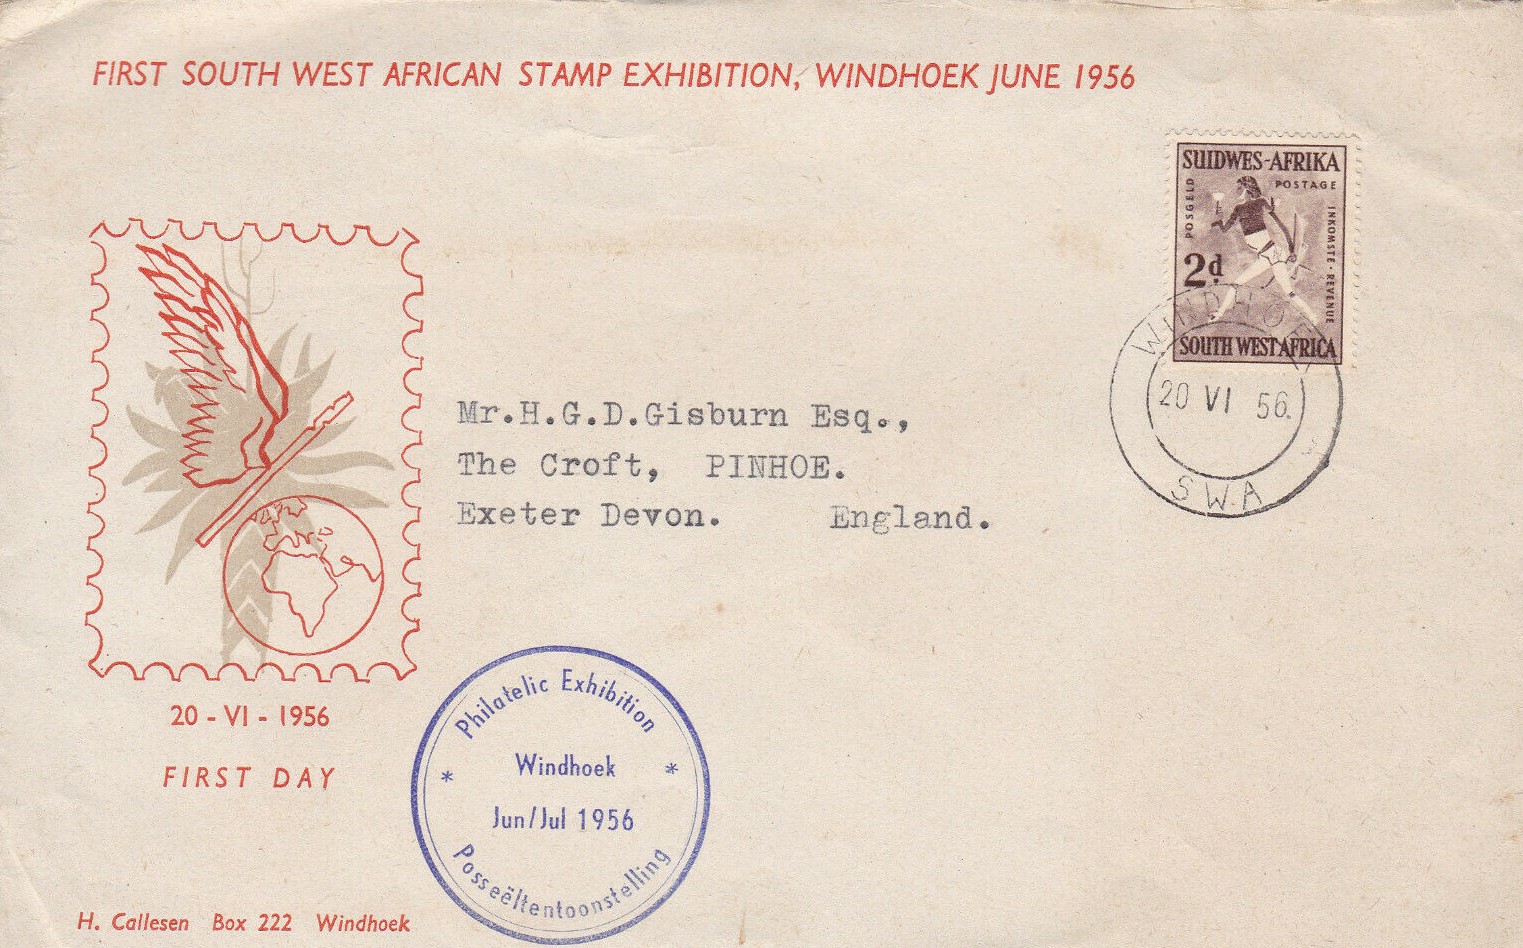 FIRST SOUTH WEST AFRICAN STAMP EXHIBITION, WINDHOEK JUNE 1956
SUIDWES-AFRIKA
POSGELD
POSTAGE
INKOMSTE · REVENUE
2d
SOUTH WEST AFRICA
WINDHOEK
20 VI 56.
S.W.A
Mr.H.G.D.Gisburn Esq.,
The Croft, PINHOE.
Exeter Devon. England.
20 - VI - 1956
FIRST DAY
* Philatelic Exhibition *
Windhoek
Jun/Jul 1956
Posseëltentoonstelling
H. Callesen Box 222 Windhoek